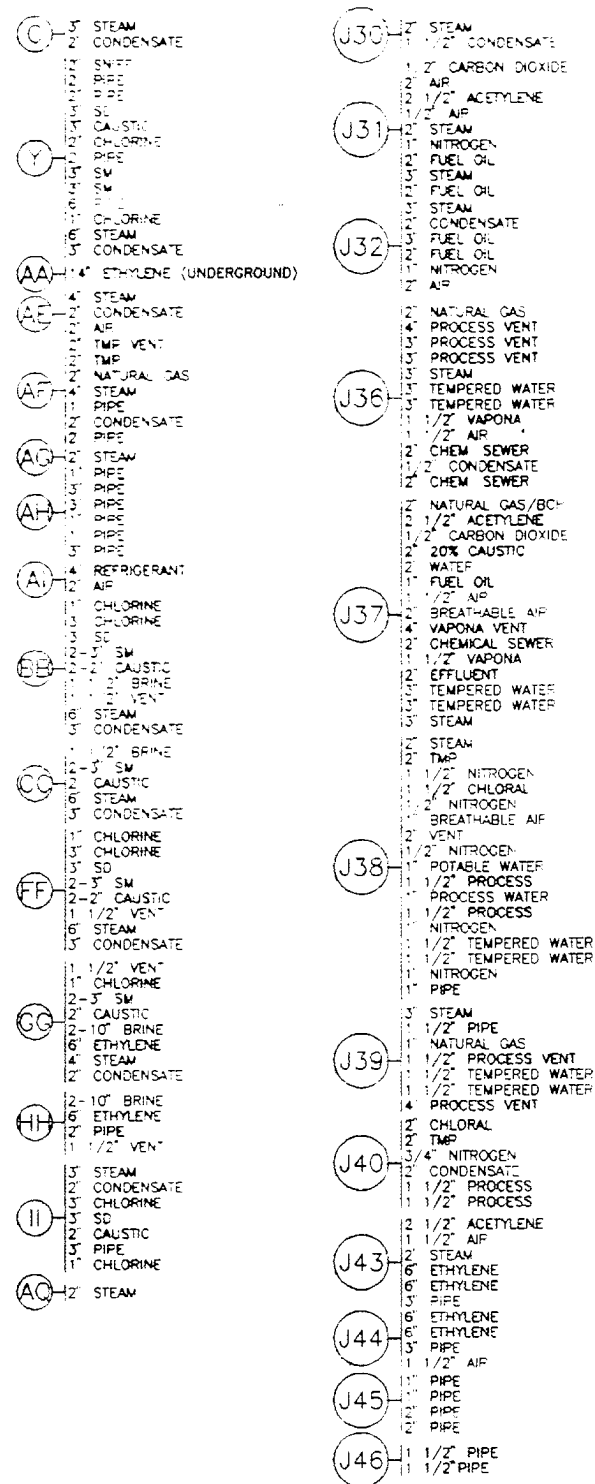 C
3" STEAM
2" CONDENSATE
Y
2" SNIFF
2" PIPE
2" PIPE
3" SD
3" CAUSTIC
2" CHLORINE
2" PIPE
3" SM
3" SM
6"
1" CHLORINE
6" STEAM
3" CONDENSATE
AA
14" ETHYLENE (UNDERGROUND)
AE
4" STEAM
2" CONDENSATE
2" AIR
2" TMP VENT
2" TMP
AF
2" NATURAL GAS
4" STEAM
1" PIPE
2" CONDENSATE
2" PIPE
AG
2" STEAM
1" PIPE
3" PIPE
AH
3" PIPE
1" PIPE
1" PIPE
3" PIPE
AI
4" REFRIGERANT
2" AIR
BB
1" CHLORINE
3" CHLORINE
3" SD
2-3" SM
2-2" CAUSTIC
1 1/2" BRINE
1 1/2" VENT
6" STEAM
3" CONDENSATE
CC
1 1/2" BRINE
2-3" SM
2" CAUSTIC
6" STEAM
3" CONDENSATE
FF
1" CHLORINE
3" CHLORINE
3" SD
2-3" SM
2-2" CAUSTIC
1 1/2" VENT
6" STEAM
3" CONDENSATE
GG
1 1/2" VENT
1" CHLORINE
2-3" SM
2" CAUSTIC
2-10" BRINE
6" ETHYLENE
4" STEAM
2" CONDENSATE
HH
2-10" BRINE
6" ETHYLENE
2" PIPE
1 1/2" VENT
II
3" STEAM
2" CONDENSATE
3" CHLORINE
3" SD
2" CAUSTIC
3" PIPE
1" CHLORINE
AQ
2" STEAM
J30
2" STEAM
1 1/2" CONDENSATE
J31
1/2" CARBON DIOXIDE
2" AIR
2 1/2" ACETYLENE
1/2" AIR
2" STEAM
1" NITROGEN
2" FUEL OIL
3" STEAM
2" FUEL OIL
J32
3" STEAM
2" CONDENSATE
3" FUEL OIL
2" FUEL OIL
1" NITROGEN
2" AIR
J36
2" NATURAL GAS
4" PROCESS VENT
3" PROCESS VENT
3" PROCESS VENT
3" STEAM
3" TEMPERED WATER
3" TEMPERED WATER
1 1/2" VAPONA
1 1/2" AIR
2" CHEM SEWER
1/2" CONDENSATE
2" CHEM SEWER
J37
2" NATURAL GAS/BCH
2 1/2" ACETYLENE
1/2" CARBON DIOXIDE
2" 20% CAUSTIC
2" WATER
1" FUEL OIL
1 1/2" AIR
2" BREATHABLE AIR
4" VAPONA VENT
2" CHEMICAL SEWER
1 1/2" VAPONA
2" EFFLUENT
3" TEMPERED WATER
3" TEMPERED WATER
3" STEAM
J38
2" STEAM
2" TMP
1 1/2" NITROGEN
1 1/2" CHLORAL
1/2" NITROGEN
1" BREATHABLE AIR
2" VENT
1/2" NITROGEN
1" POTABLE WATER
1 1/2" PROCESS
1" PROCESS WATER
1 1/2" PROCESS
1" NITROGEN
1 1/2" TEMPERED WATER
1 1/2" TEMPERED WATER
1" NITROGEN
1" PIPE
J39
3" STEAM
1 1/2" PIPE
1" NATURAL GAS
1 1/2" PROCESS VENT
1 1/2" TEMPERED WATER
1 1/2" TEMPERED WATER
4" PROCESS VENT
J40
2" CHLORAL
2" TMP
3/4" NITROGEN
2" CONDENSATE
1 1/2" PROCESS
1 1/2" PROCESS
J43
2 1/2" ACETYLENE
1 1/2" AIR
2" STEAM
6" ETHYLENE
6" ETHYLENE
3" PIPE
J44
6" ETHYLENE
6" ETHYLENE
3" PIPE
1 1/2" AIR
J45
1" PIPE
1" PIPE
2" PIPE
2" PIPE
J46
1 1/2" PIPE
1 1/2" PIPE